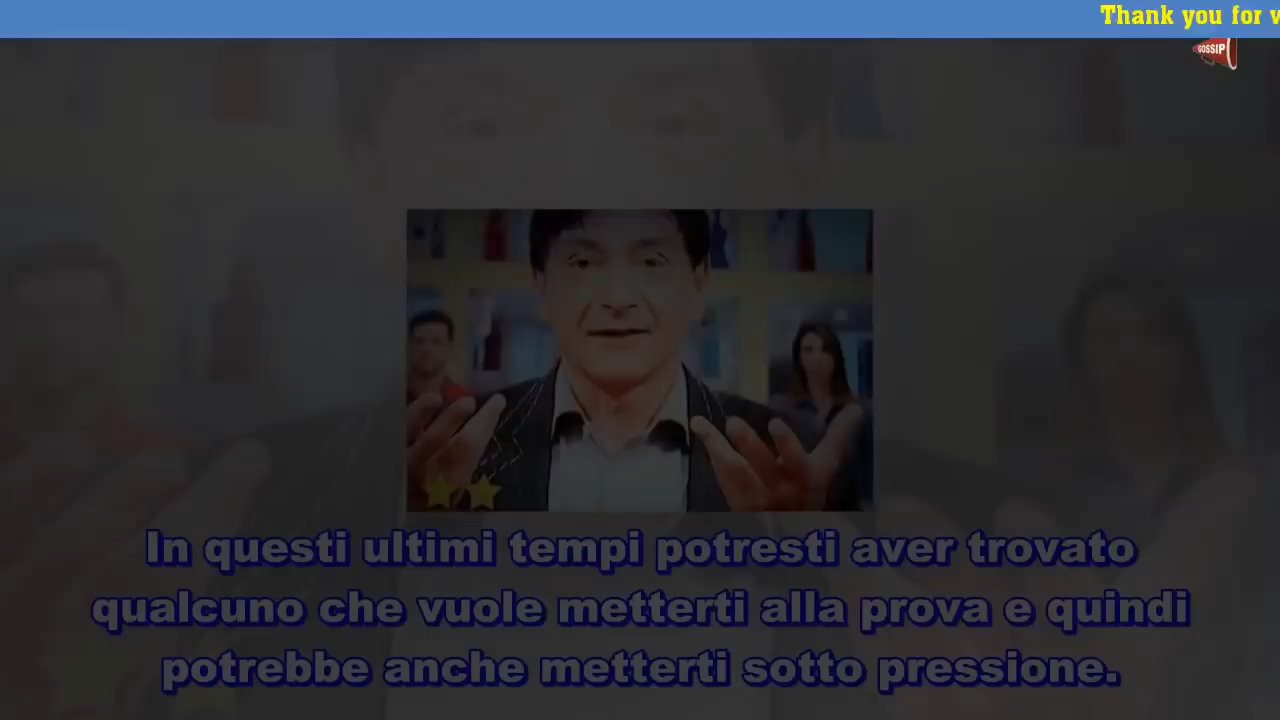 Thank you for v
GOSSIP
In questi ultimi tempi potresti aver trovato
qualcuno che vuole metterti alla prova e quindi
potrebbe anche metterti sotto pressione.